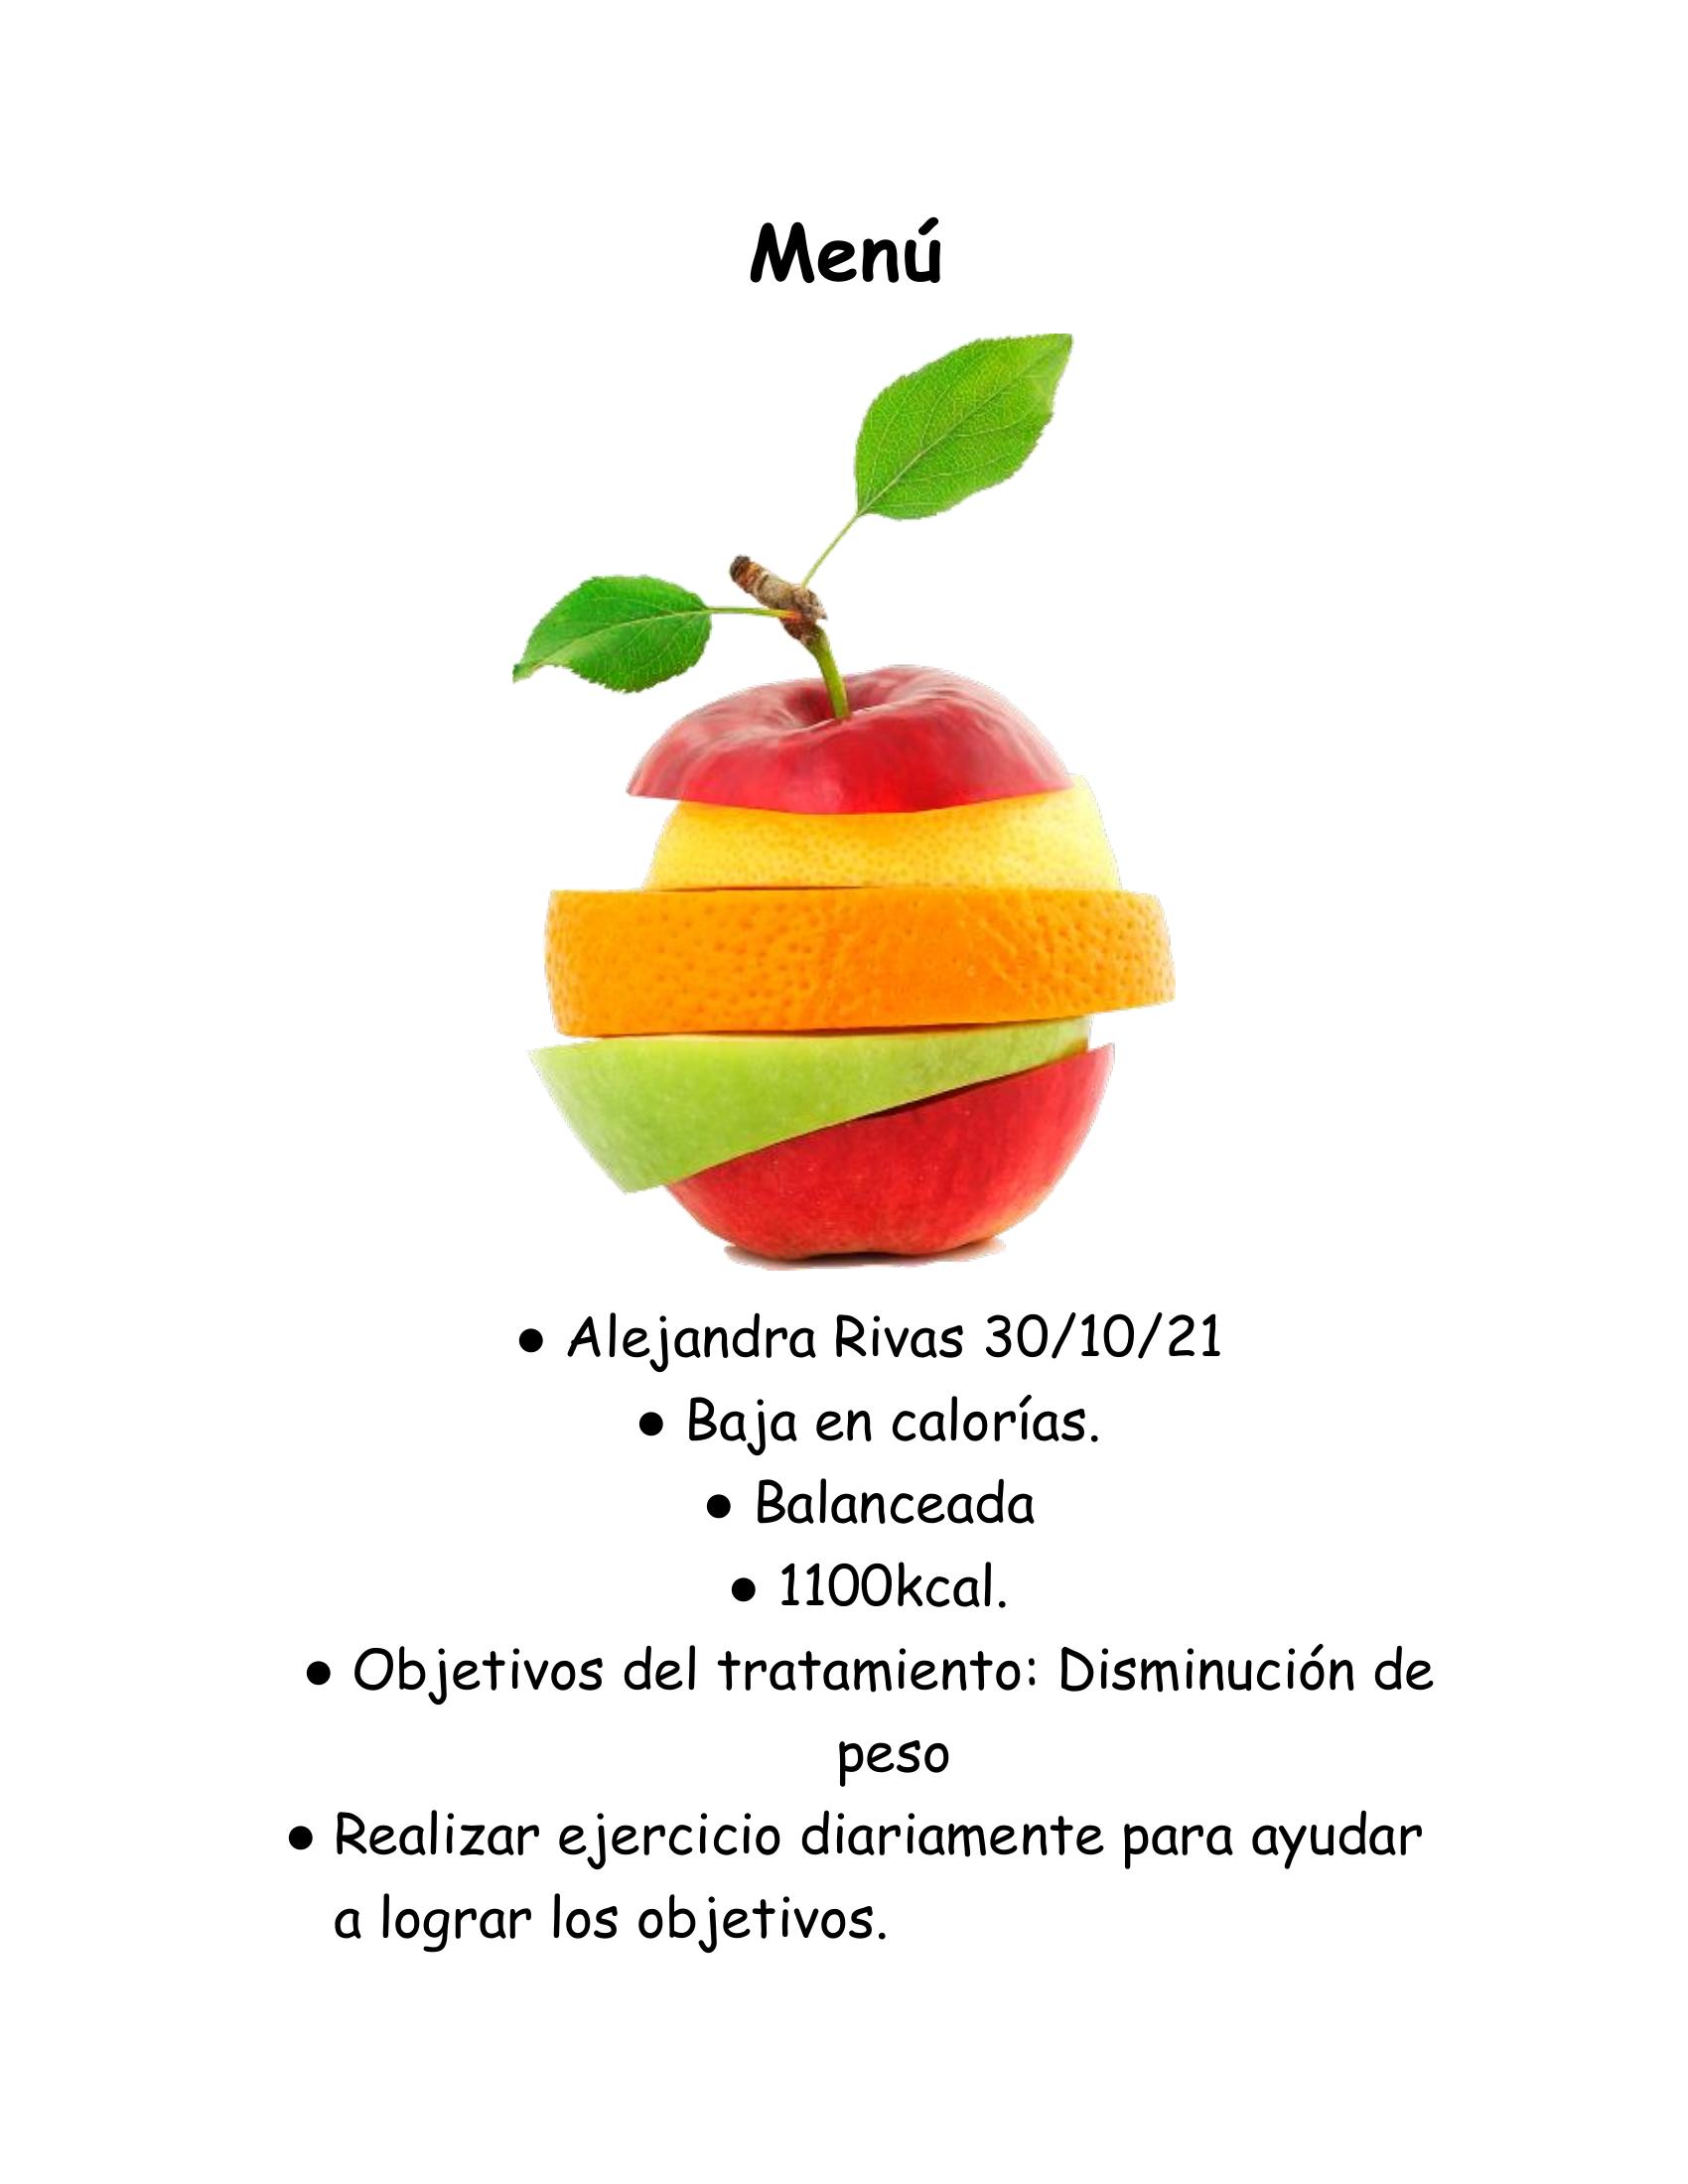 Menú
● Alejandra Rivas 30/10/21
● Baja en calorías.
● Balanceada
● 1100kcal.
● Objetivos del tratamiento: Disminución de
peso
● Realizar ejercicio diariamente para ayudar
a lograr los objetivos.